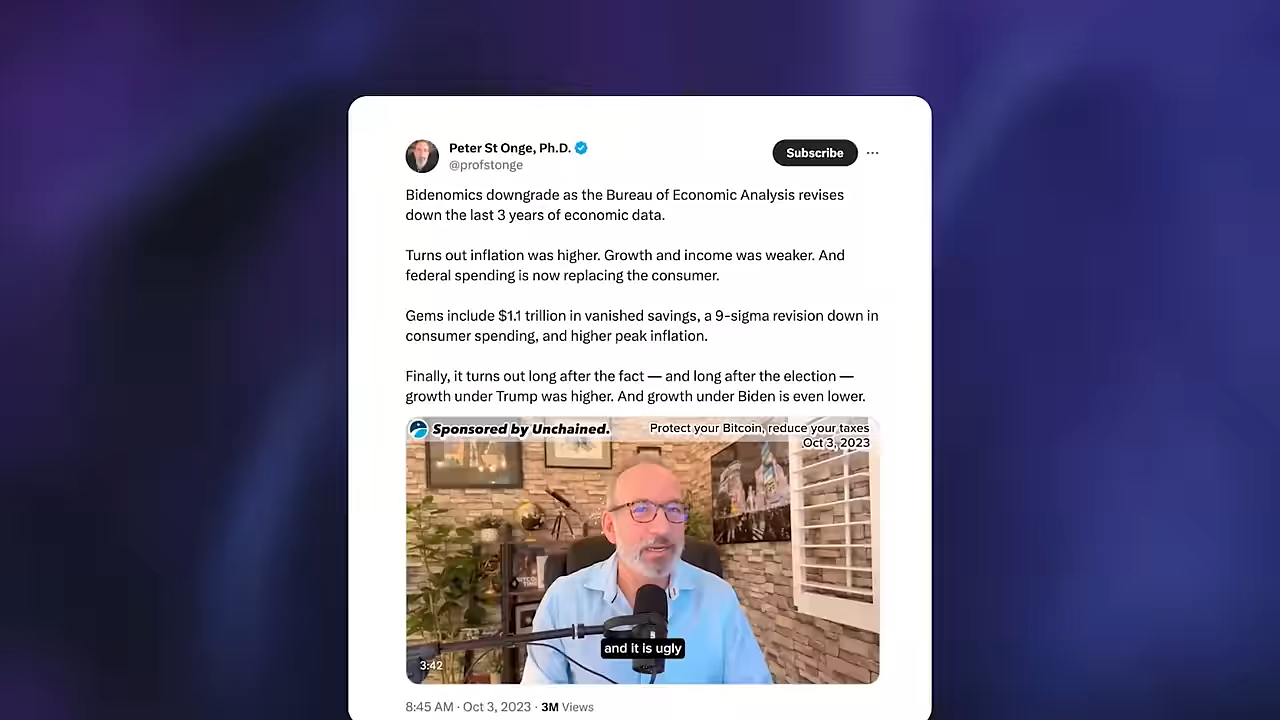 Peter St Onge, Ph.D.
@profstonge
Subscribe
Bidenomics downgrade as the Bureau of Economic Analysis revises
down the last 3 years of economic data.
Turns out inflation was higher. Growth and income was weaker. And
federal spending is now replacing the consumer.
Gems include $1.1 trillion in vanished savings, a 9-sigma revision down in
consumer spending, and higher peak inflation.
Finally, it turns out long after the fact — and long after the election —
growth under Trump was higher. And growth under Biden is even lower.
Sponsored by Unchained.
Protect your Bitcoin, reduce your taxes
Oct 3, 2023
and it is ugly
3:42
8:45 AM · Oct 3, 2023 · 3M Views